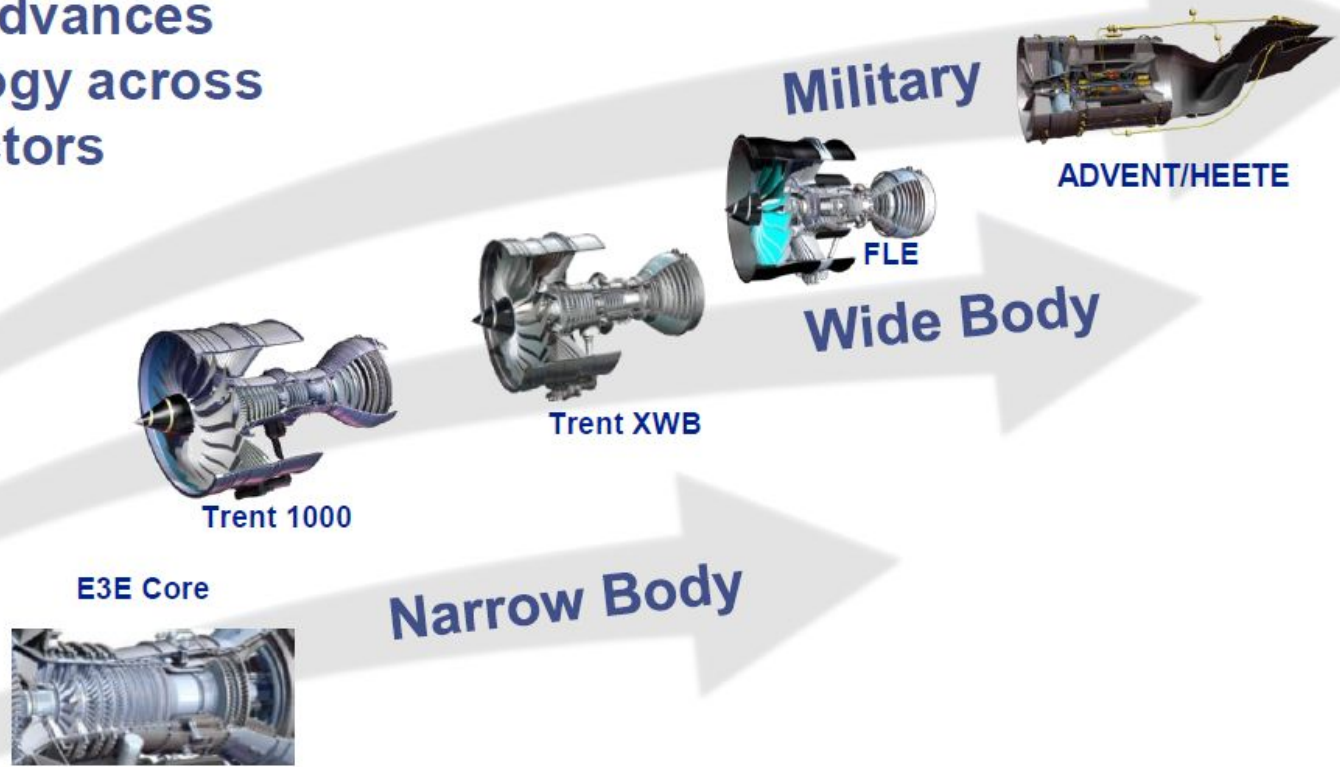 dvances
ogy across
tors
Military
ADVENT/HEETE
FLE
Wide Body
Trent XWB
Trent 1000
E3E Core
Narrow Body